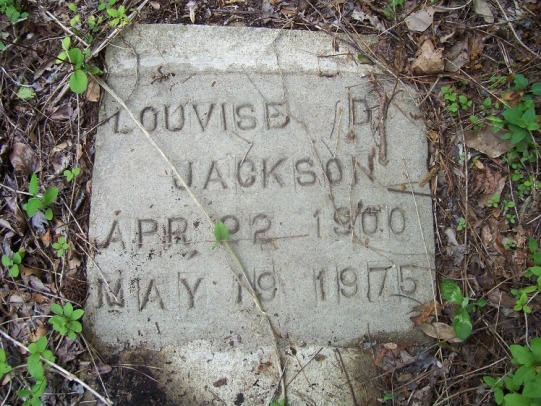 LOUVISE D
JACKSON
APR 22 1900
MAY 19 1975